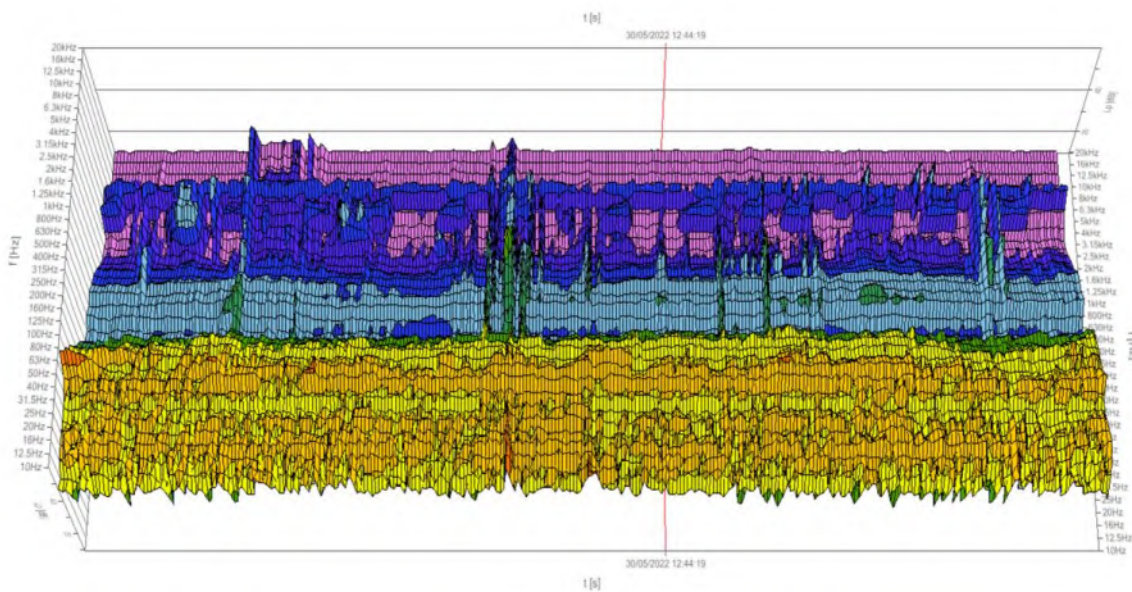 t [s]
30/05/2022 12:44:19
20kHz
16kHz
12.5kHz
10kHz
8kHz
6.3kHz
5kHz
4kHz
3.15kHz
2.5kHz
2kHz
1.6kHz
1.25kHz
1kHz
800Hz
630Hz
500Hz
400Hz
315Hz
250Hz
200Hz
160Hz
125Hz
100Hz
80Hz
63Hz
50Hz
40Hz
31.5Hz
25Hz
20Hz
16Hz
12.5Hz
10Hz
f [Hz]
20kHz
16kHz
12.5kHz
10kHz
8kHz
6.3kHz
5kHz
4kHz
3.15kHz
2.5kHz
2kHz
1.6kHz
1.25kHz
1kHz
800Hz
25Hz
20Hz
16Hz
12.5Hz
10Hz
30/05/2022 12:44:19
t [s]